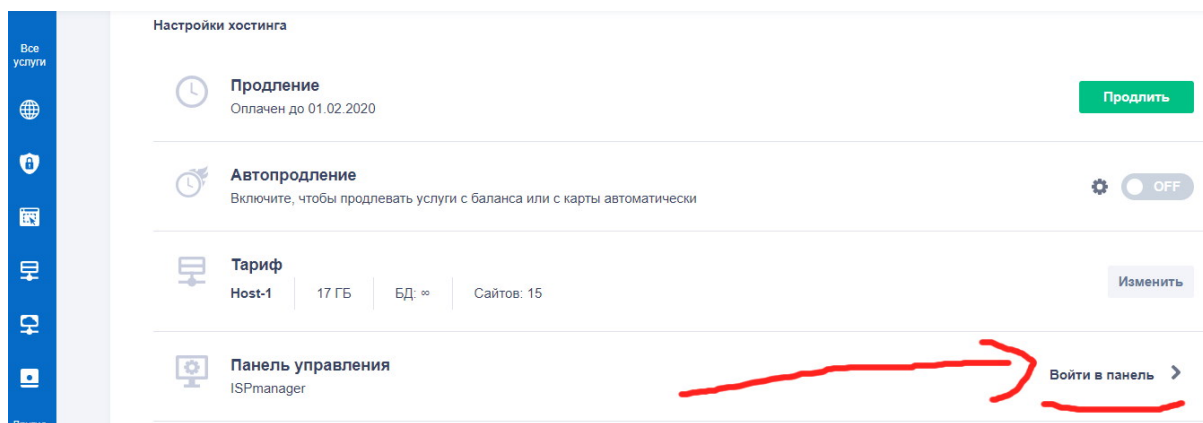 Настройки хостинга
Все
услуги
Продление
Оплачен до 01.02.2020
Продлить
Автопродление
Включите, чтобы продлевать услуги с баланса или с карты автоматически
OFF
Тариф
Host-1 17 ГБ БД: ∞ Сайтов: 15
Изменить
Панель управления
ISPmanager
Войти в панель